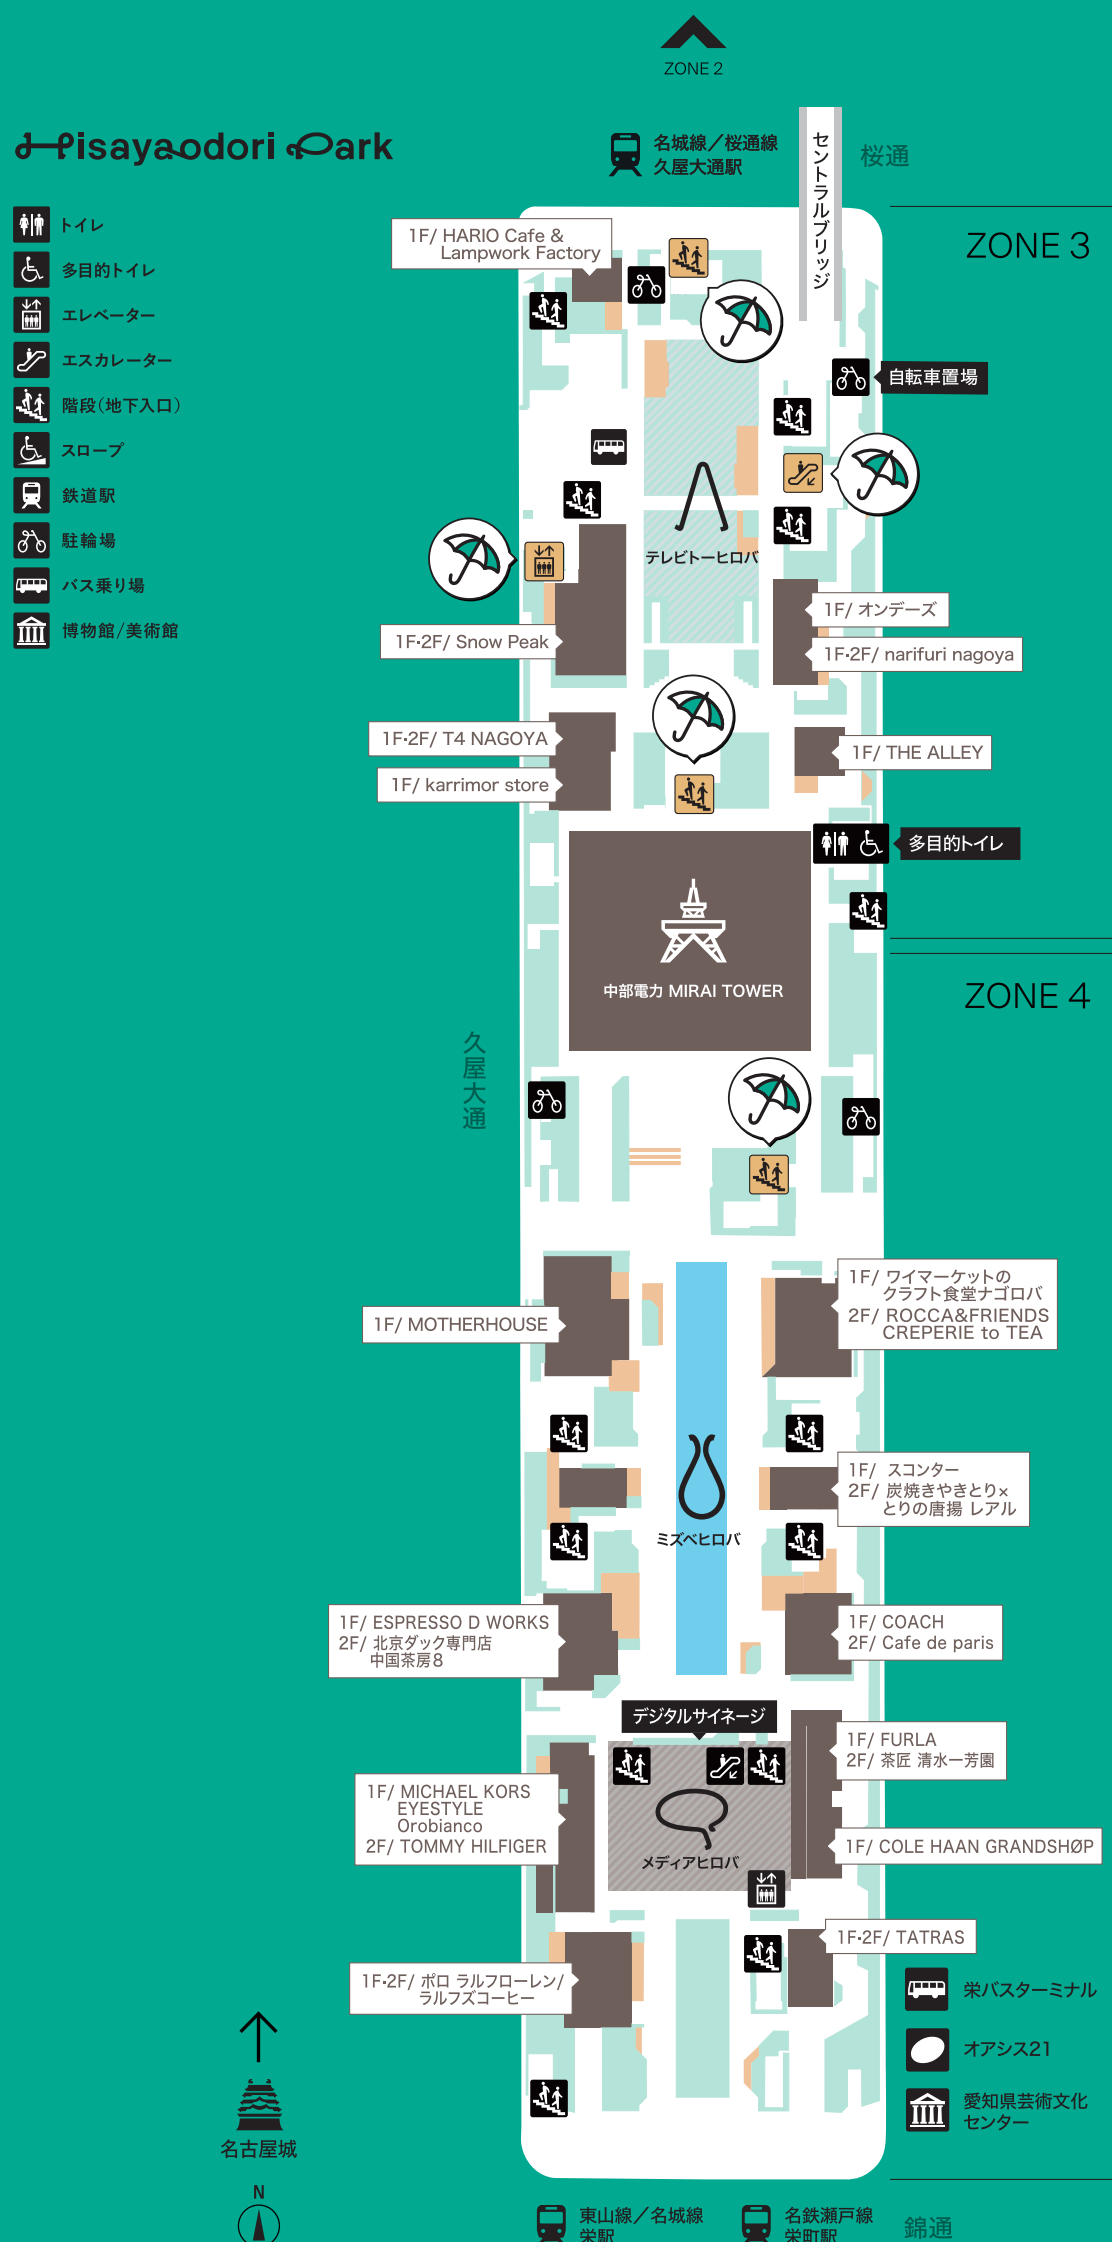 ZONE 2
Hisayaodori Park
名城線／桜通線
久屋大通駅
セントラルブリッジ
桜通
トイレ
多目的トイレ
エレベーター
エスカレーター
階段（地下入口）
スロープ
鉄道駅
駐輪場
バス乗り場
博物館/美術館
ZONE 3
1F/ HARIO Cafe &
Lampwork Factory
自転車置場
テレビトーヒロバ
1F/ オンデーズ
1F·2F/ Snow Peak
1F·2F/ narifuri nagoya
1F·2F/ T4 NAGOYA
1F/ THE ALLEY
1F/ karrimor store
多目的トイレ
中部電力 MIRAI TOWER
ZONE 4
久屋大通
1F/ MOTHERHOUSE
1F/ ワイマーケットの
クラフト食堂ナゴロバ
2F/ ROCCA&FRIENDS
CREPERIE to TEA
1F/ スコンター
2F/ 炭焼きやきとり×
とりの唐揚 レアル
ミズベヒロバ
1F/ ESPRESSO D WORKS
2F/ 北京ダック専門店
中国茶房8
1F/ COACH
2F/ Cafe de paris
デジタルサイネージ
1F/ FURLA
2F/ 茶匠 清水一芳園
1F/ MICHAEL KORS
EYESTYLE
Orobianco
2F/ TOMMY HILFIGER
メディアヒロバ
1F/ COLE HAAN GRANDSHØP
1F·2F/ TATRAS
1F·2F/ ポロ ラルフローレン/
ラルフズコーヒー
栄バスターミナル
オアシス21
愛知県芸術文化
センター
名古屋城
N
東山線／名城線
栄駅
名鉄瀬戸線
栄町駅
錦通